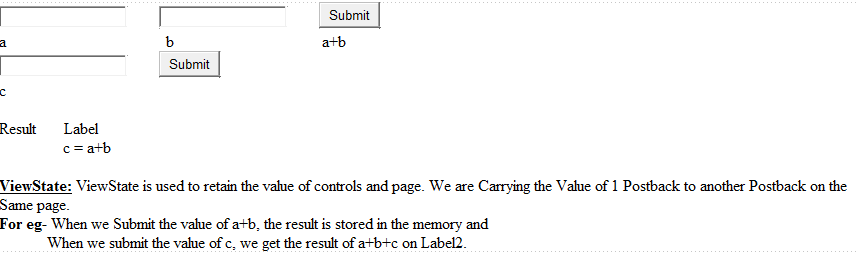 Submit
a b a+b
Submit
c
Result Label
c = a+b
ViewState: ViewState is used to retain the value of controls and page. We are Carrying the Value of 1 Postback to another Postback on the
Same page.
For eg- When we Submit the value of a+b, the result is stored in the memory and
When we submit the value of c, we get the result of a+b+c on Label2.